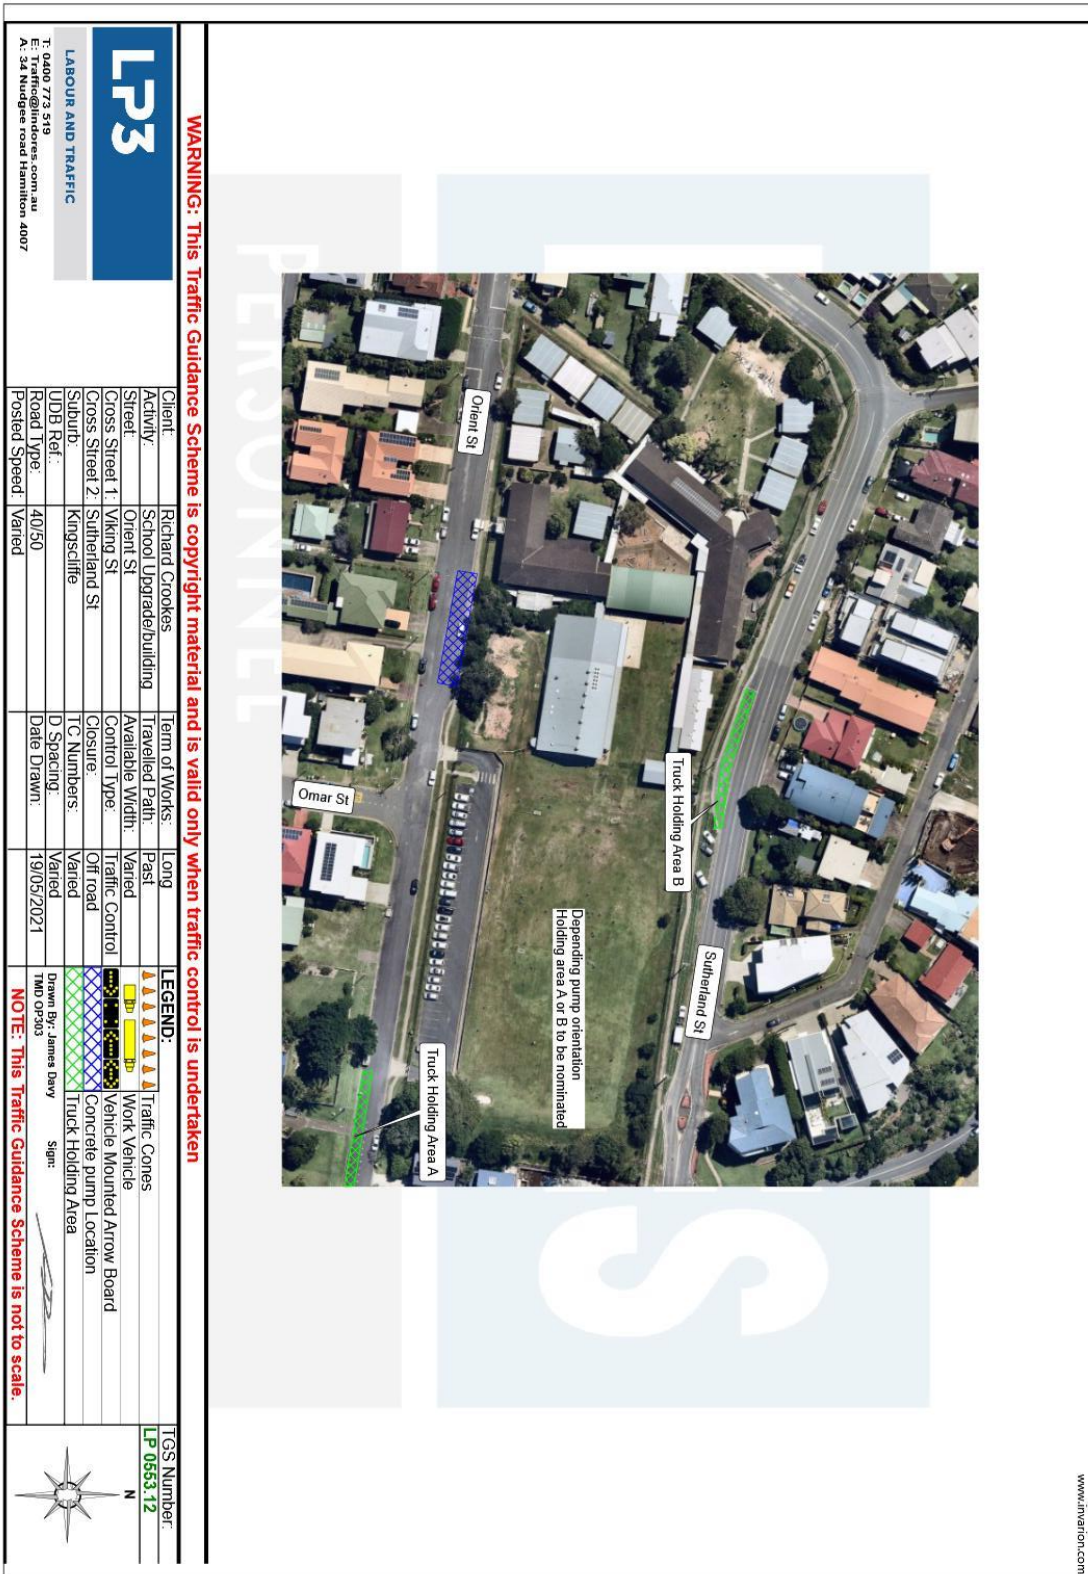 www.invarion.com
PERSONNEL
S
Orient St
Omar St
Truck Holding Area B
Sutherland St
Depending pump orientation
Holding area A or B to be nominated
Truck Holding Area A
WARNING: This Traffic Guidance Scheme is copyright material and is valid only when traffic control is undertaken
LP3
LABOUR AND TRAFFIC
T: 0400 773 519
E: Traffic@lindores.com.au
A: 34 Nudgee road Hamilton 4007
Client: Richard Crookes
Activity: School Upgrade/building
Street: Orient St
Cross Street 1: Viking St
Cross Street 2: Sutherland St
Suburb: Kingscliffe
UDB Ref.:
Road Type: 40/50
Posted Speed: Varied
Term of Works: Long
Travelled Path: Past
Available Width: Varied
Control Type: Traffic Control
Closure: Off road
TC Numbers: Varied
D Spacing: Varied
Date Drawn: 19/05/2021
LEGEND:
Traffic Cones
Work Vehicle
Vehicle Mounted Arrow Board
Concrete pump Location
Truck Holding Area
Drawn By: James Davy Sign:
TMD OP303
NOTE: This Traffic Guidance Scheme is not to scale.
TGS Number:
LP 0553.12
N